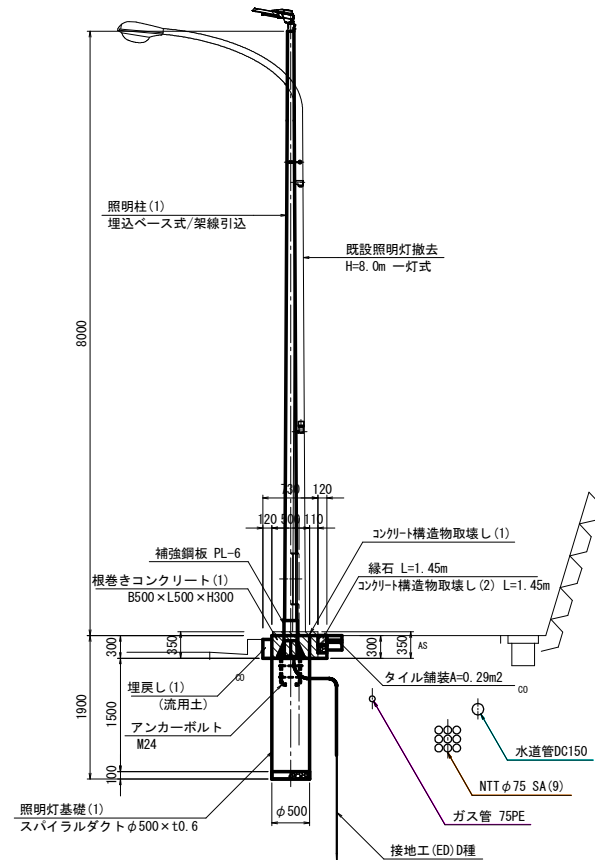 照明柱(1)
埋込ベース式/架線引込
既設照明灯撤去
H=8.0m 一灯式
8000
730
120
120
500
110
コンクリート構造物取壊し(1)
補強鋼板 PL-6
縁石 L=1.45m
根巻きコンクリート(1)
コンクリート構造物取壊し(2) L=1.45m
B500×L500×H300
300
350
300
350
AS
タイル舗装A=0.29m2
CO
CO
埋戻し(1)
(流用土)
1900
1500
アンカーボルト
M24
水道管DC150
100
NTTφ75 SA(9)
照明灯基礎(1)
スパイラルダクトφ500×t0.6
φ500
ガス管 75PE
接地工(ED)D種